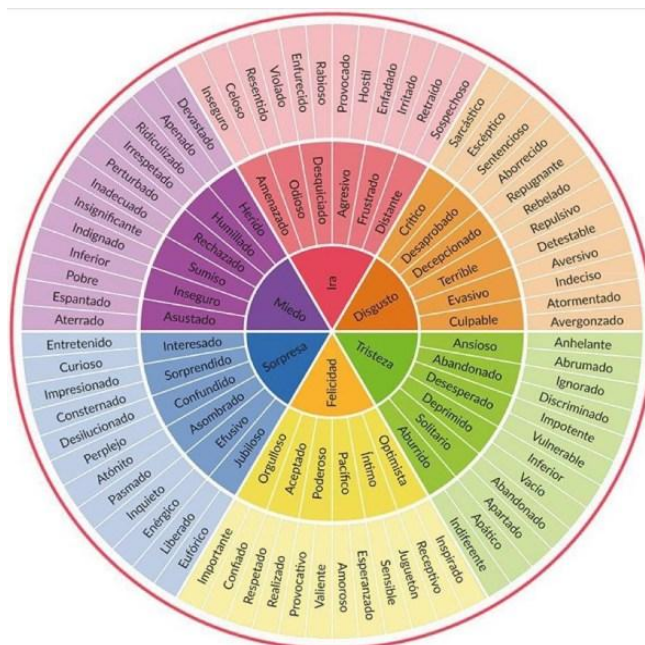 Ira
Disgusto
Tristeza
Felicidad
Sorpresa
Miedo
Amenazado
Odioso
Desquiciado
Agresivo
Frustrado
Distante
Crítico
Desaprobado
Decepcionado
Terrible
Evasivo
Culpable
Ansioso
Abandonado
Desesperado
Deprimido
Solitario
Aburrido
Optimista
Íntimo
Pacífico
Poderoso
Aceptado
Orgulloso
Jubiloso
Efusivo
Asombrado
Confundido
Sorprendido
Interesado
Asustado
Inseguro
Sumiso
Rechazado
Humillado
Herido
Inseguro
Celoso
Resentido
Violado
Enfurecido
Rabioso
Provocado
Hostil
Enfadado
Irritado
Retraído
Sospechoso
Sarcástico
Escéptico
Sentencioso
Aborrecido
Repugnante
Rebelado
Repulsivo
Detestable
Aversivo
Indeciso
Atormentado
Avergonzado
Anhelante
Abrumado
Ignorado
Discriminado
Impotente
Vulnerable
Inferior
Vacío
Abandonado
Apartado
Apático
Indiferente
Inspirado
Receptivo
Juguetón
Sensible
Esperanzado
Amoroso
Valiente
Provocativo
Realizado
Respetado
Confiado
Importante
Eufórico
Liberado
Enérgico
Inquieto
Pasmado
Atónito
Perplejo
Desilucionado
Consternado
Impresionado
Curioso
Entretenido
Aterrado
Espantado
Pobre
Inferior
Indignado
Insignificante
Inadecuado
Perturbado
Irrespetado
Ridiculizado
Apenado
Devastado